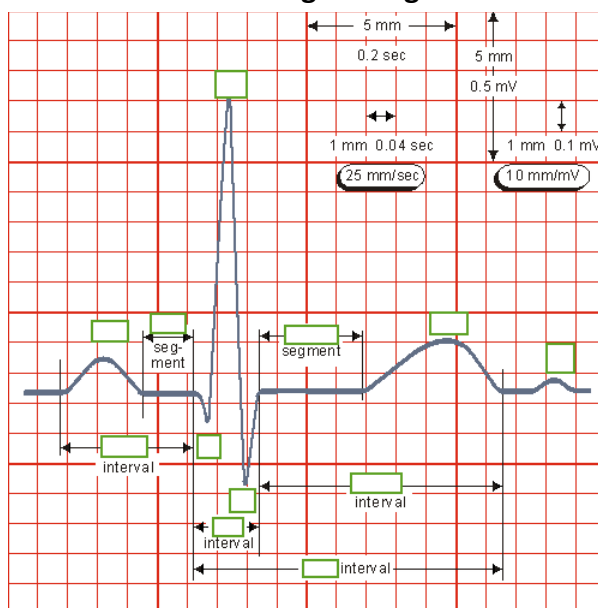 5 mm
0.2 sec
5 mm
0.5 mV
1 mm 0.04 sec
1 mm 0.1 mV
25 mm/sec
10 mm/mV
seg-
ment
segment
interval
interval
interval
interval